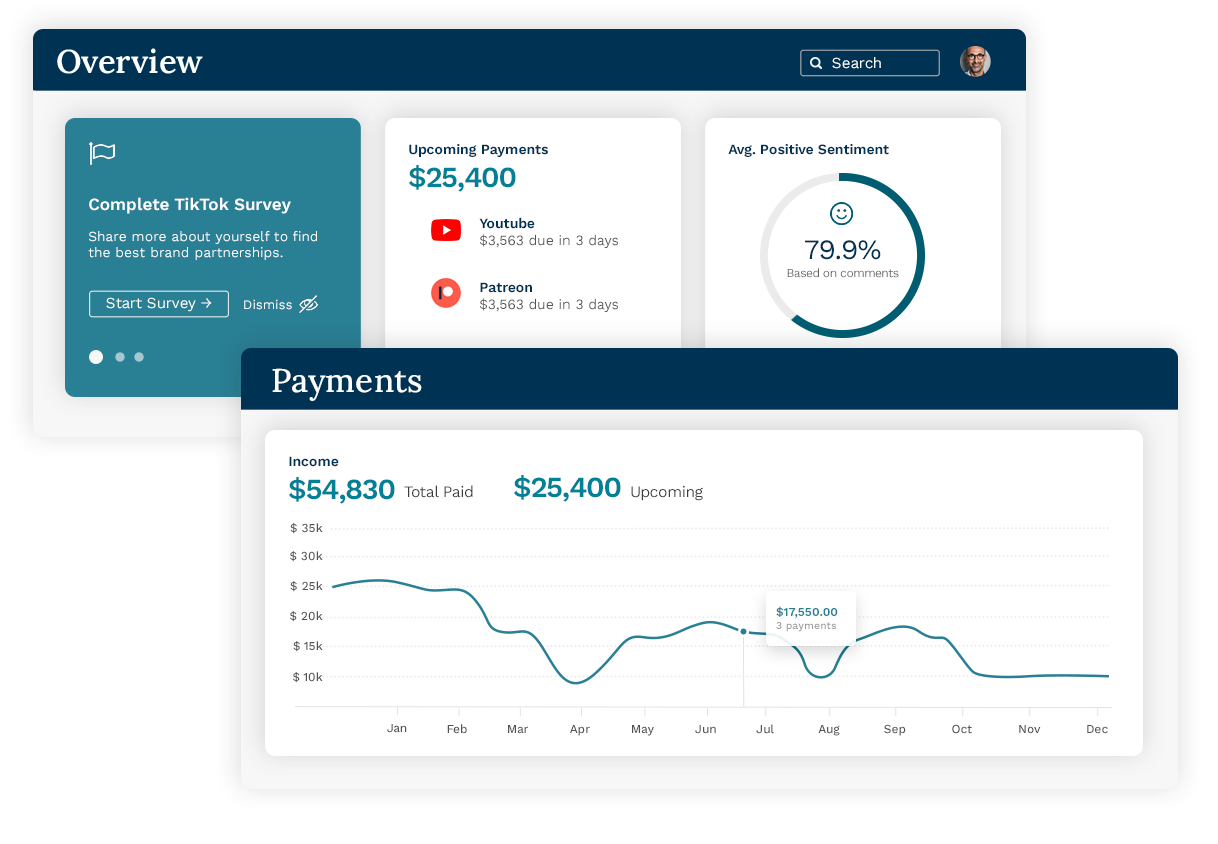 Overview
Search
Complete TikTok Survey
Share more about yourself to find
the best brand partnerships.
Start Survey →
Dismiss
Upcoming Payments
$25,400
Youtube
$3,563 due in 3 days
Patreon
$3,563 due in 3 days
Avg. Positive Sentiment
79.9%
Based on comments
Payments
Income
$54,830 Total Paid
$25,400 Upcoming
$ 35k
$ 30k
$ 25k
$ 20k
$ 15k
$ 10k
$17,550.00
3 payments
Jan Feb Mar Apr May Jun Jul Aug Sep Oct Nov Dec